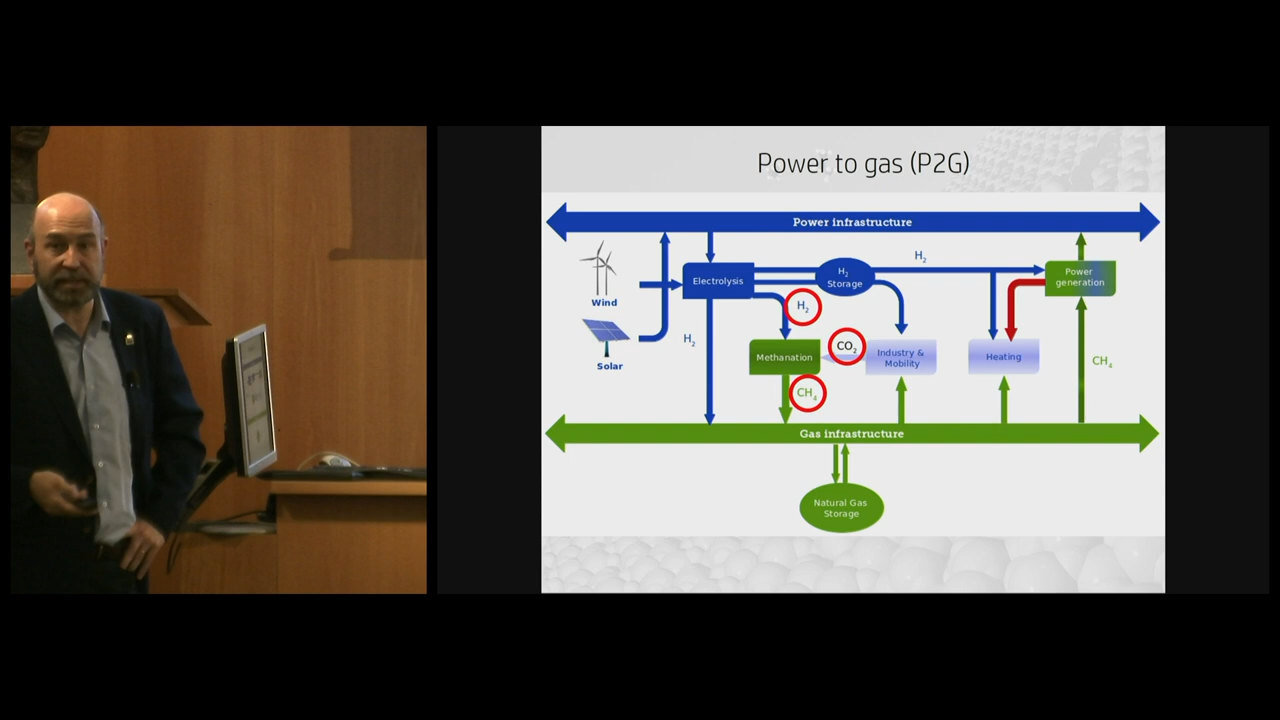 Power to gas (P2G)
Power infrastructure
Wind
Solar
Electrolysis
H₂
Storage
H₂
Power
generation
H₂
H₂
CO₂
Methanation
Industry &
Mobility
Heating
CH₄
CH₄
Gas infrastructure
Natural Gas
Storage